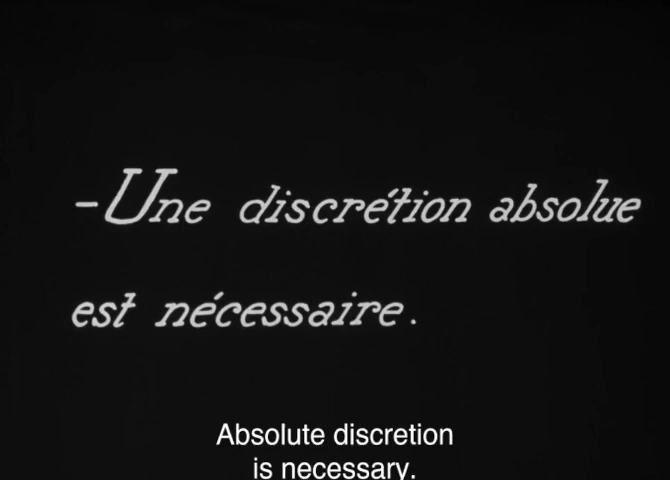 -Une discrétion absolue
est nécessaire.
Absolute discretion
is necessary.